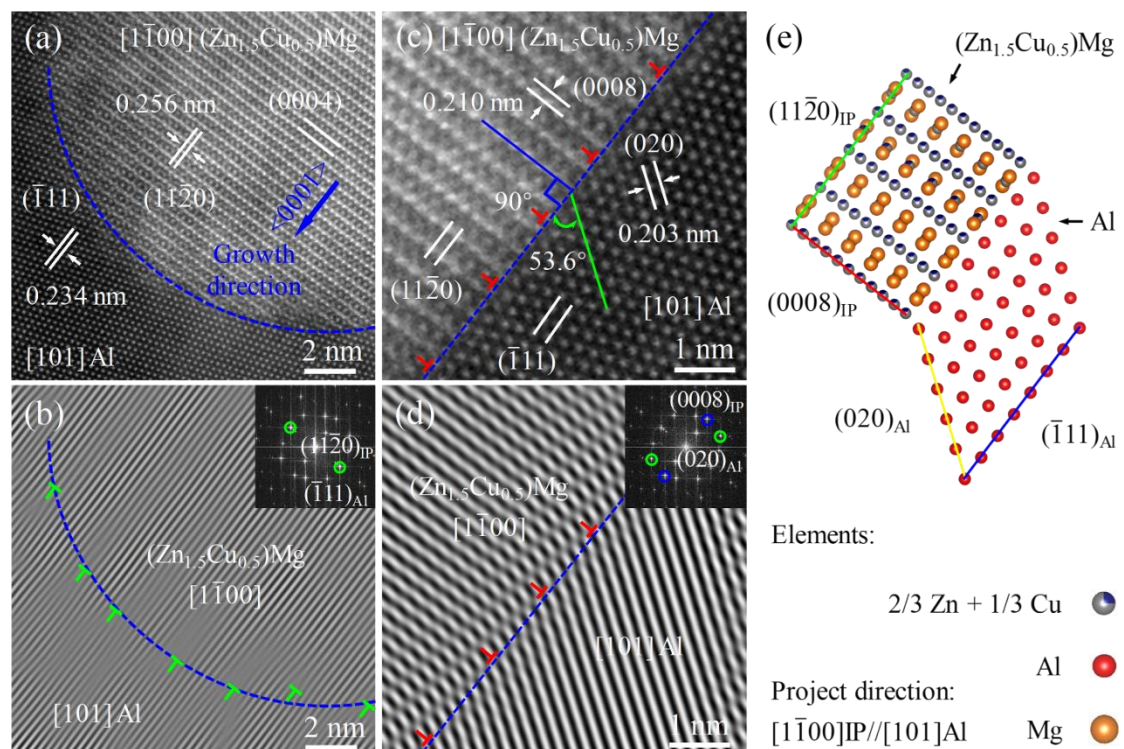 (a)
[11̄00] (Zn1.5Cu0.5)Mg
0.256 nm
(0004)
(1̄11)
(112̄0)
<0001>
Growth
direction
0.234 nm
[101] Al
2 nm
(b)
(112̄0)IP
(1̄11)Al
(Zn1.5Cu0.5)Mg
[11̄00]
[101] Al
2 nm
(c)
[11̄00] (Zn1.5Cu0.5)Mg
(0008)
0.210 nm
(020)
90°
0.203 nm
53.6°
(112̄0)
[101] Al
(1̄11)
1 nm
(d)
(0008)IP
(020)Al
(Zn1.5Cu0.5)Mg
[11̄00]
[101] Al
1 nm
(e)
(Zn1.5Cu0.5)Mg
(112̄0)IP
Al
(0008)IP
(020)Al
(1̄11)Al
Elements:
2/3 Zn + 1/3 Cu
Al
Project direction:
[11̄00]IP//[101]Al
Mg